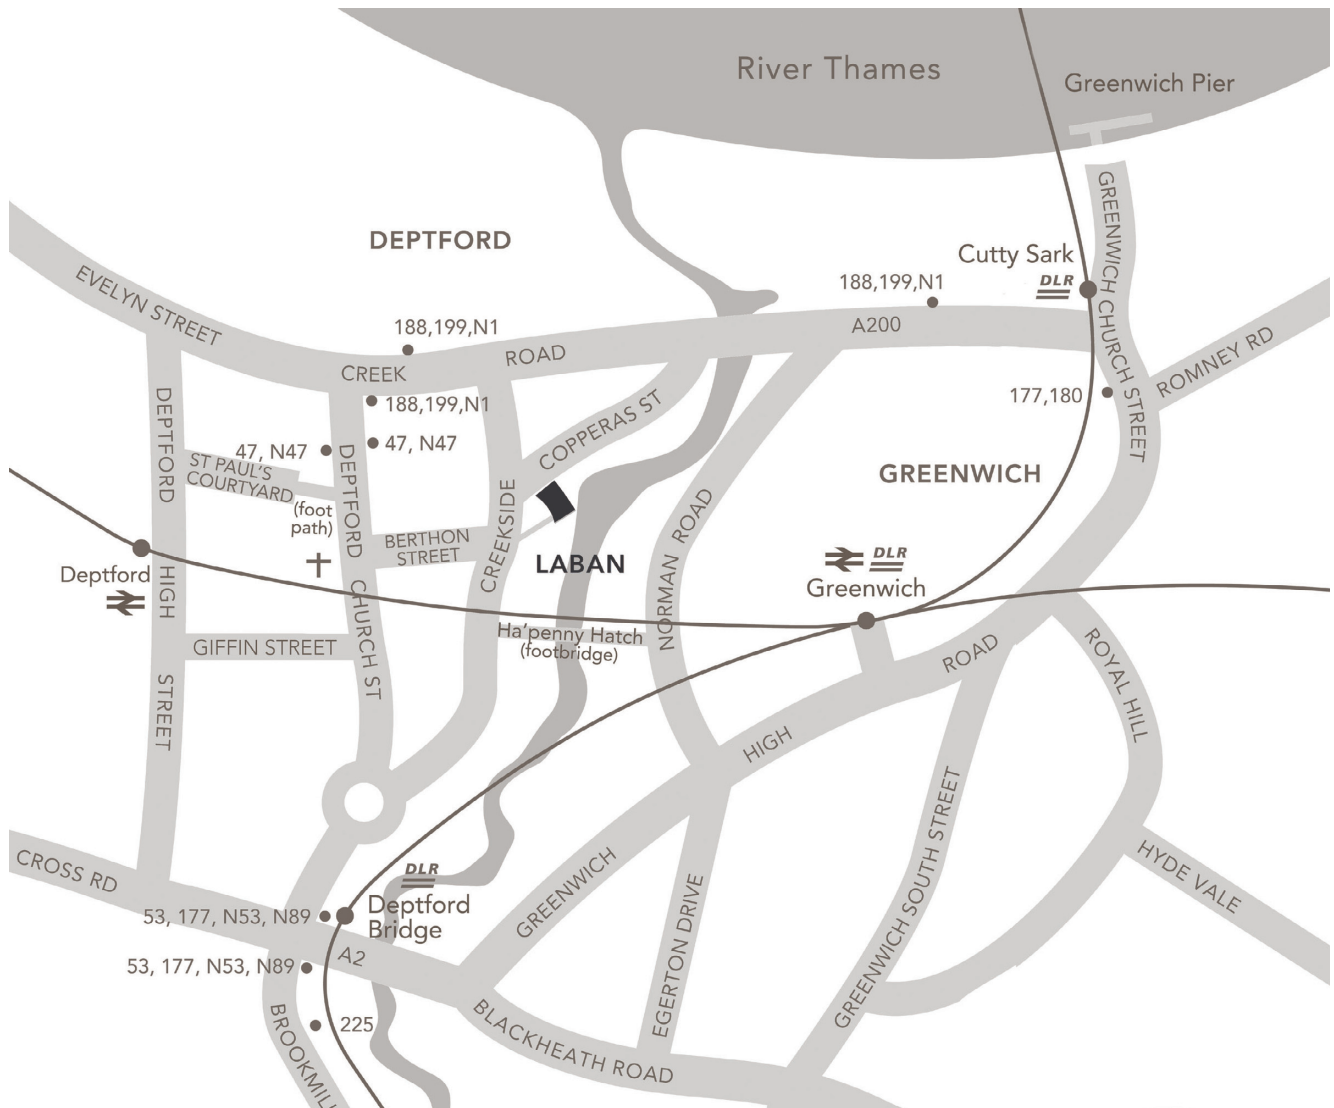 River Thames
Greenwich Pier
GREENWICH CHURCH STREET
DEPTFORD
Cutty Sark
DLR
188,199,N1
EVELYN STREET
188,199,N1
A200
ROAD
CREEK
ROMNEY RD
177,180
188,199,N1
DEPTFORD
HIGH
STREET
47, N47
47, N47
COPPERAS ST
ST PAUL'S
COURTYARD
(foot
path)
DEPTFORD
CHURCH ST
GREENWICH
CREEKSIDE
NORMAN ROAD
BERTHON
STREET
LABAN
DLR
Greenwich
Deptford
Ha'penny Hatch
(footbridge)
GIFFIN STREET
ROAD
ROYAL HILL
HIGH
GREENWICH SOUTH STREET
CROSS RD
GREENWICH
HYDE VALE
DLR
Deptford
Bridge
EGERTON DRIVE
53, 177, N53, N89
A2
53, 177, N53, N89
BLACKHEATH ROAD
225
BROOKMIL